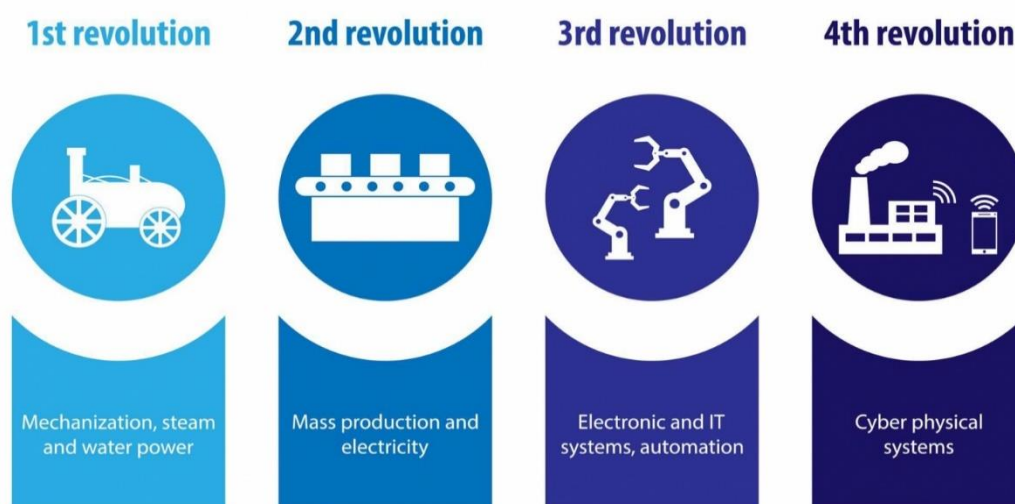 1st revolution
2nd revolution
3rd revolution
4th revolution
Mechanization, steam
and water power
Mass production and
electricity
Electronic and IT
systems, automation
Cyber physical
systems